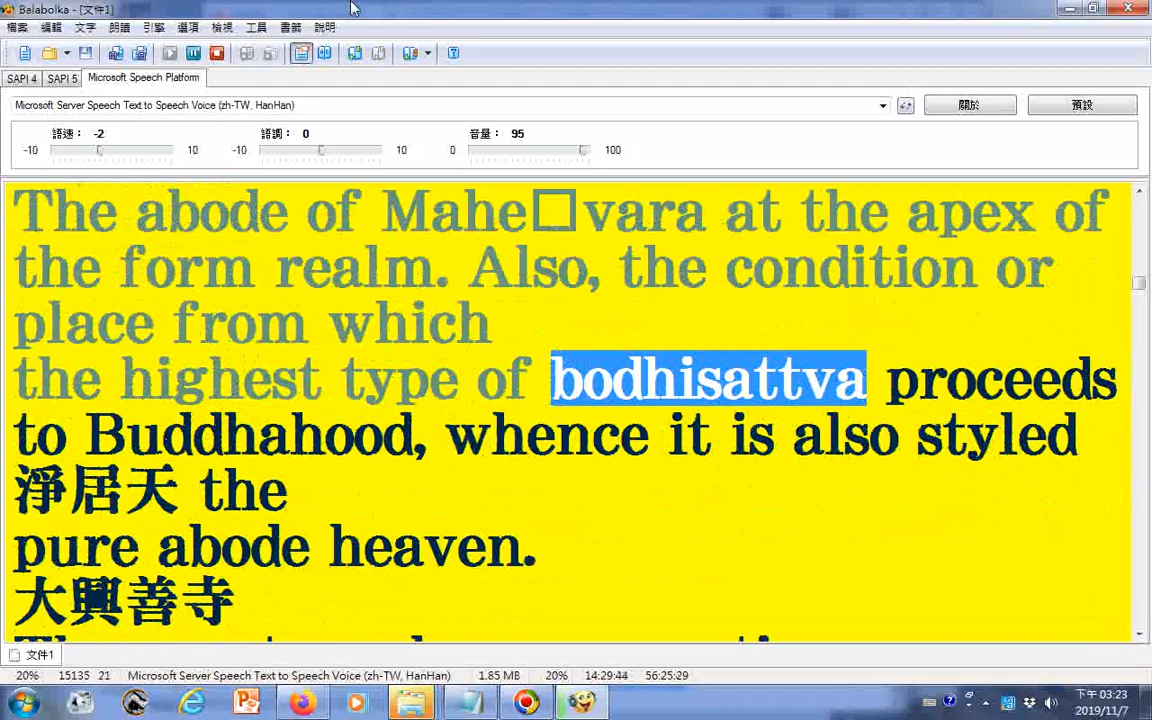 Balabolka - [文件1]
檔案 編輯 文字 朗讀 引擎 選項 檢視 工具 書籤 說明
SAPI 4 SAPI 5 Microsoft Speech Platform
Microsoft Server Speech Text to Speech Voice (zh-TW, HanHan) 關於 預設
語速： -2 語調： 0 音量： 95
-10 10 -10 10 0 100
The abode of Mahe□vara at the apex of
the form realm. Also, the condition or
place from which
the highest type of bodhisattva proceeds
to Buddhahood, whence it is also styled
淨居天 the
pure abode heaven.
大興善寺
文件1
20% 15135 21 Microsoft Server Speech Text to Speech Voice (zh-TW, HanHan) 1.85 MB 20% 14:29:44 56:25:29
下午 03:23
2019/11/7